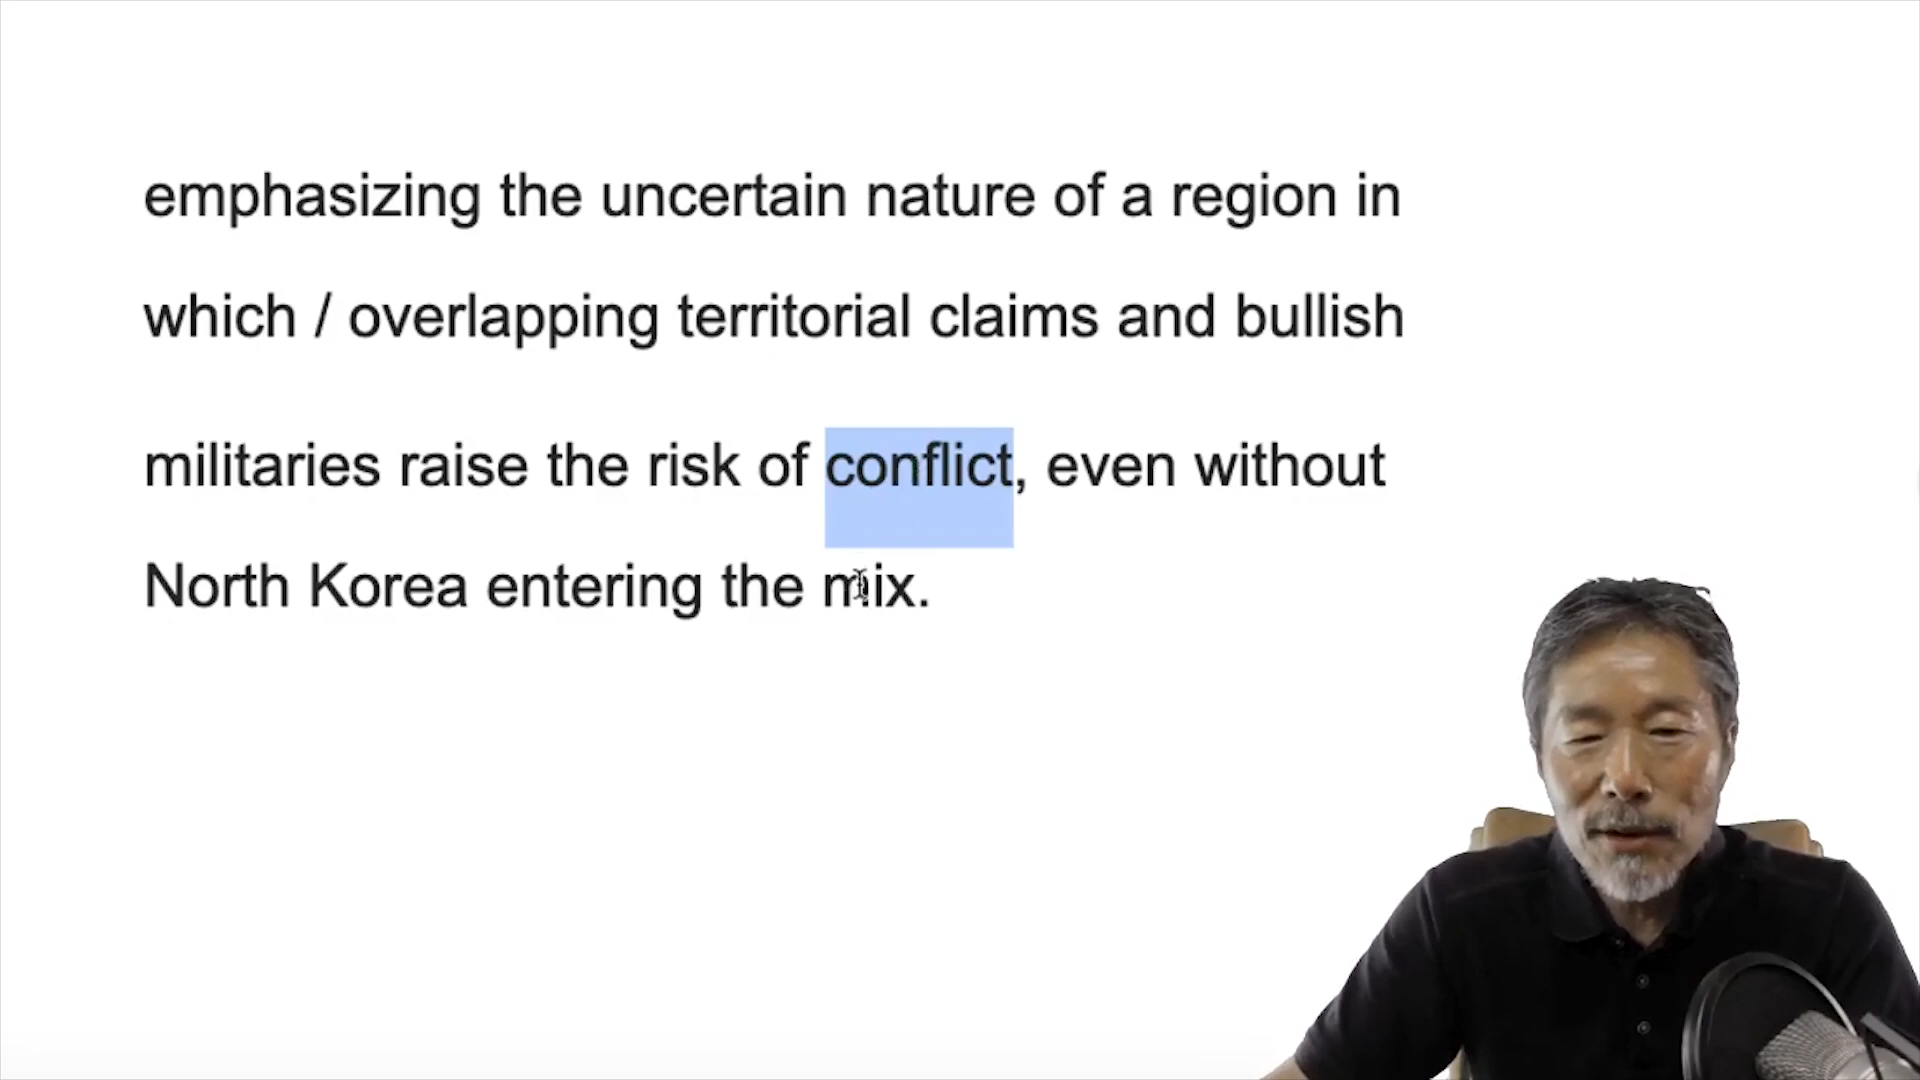 emphasizing the uncertain nature of a region in
which / overlapping territorial claims and bullish
militaries raise the risk of conflict, even without
North Korea entering the mix.